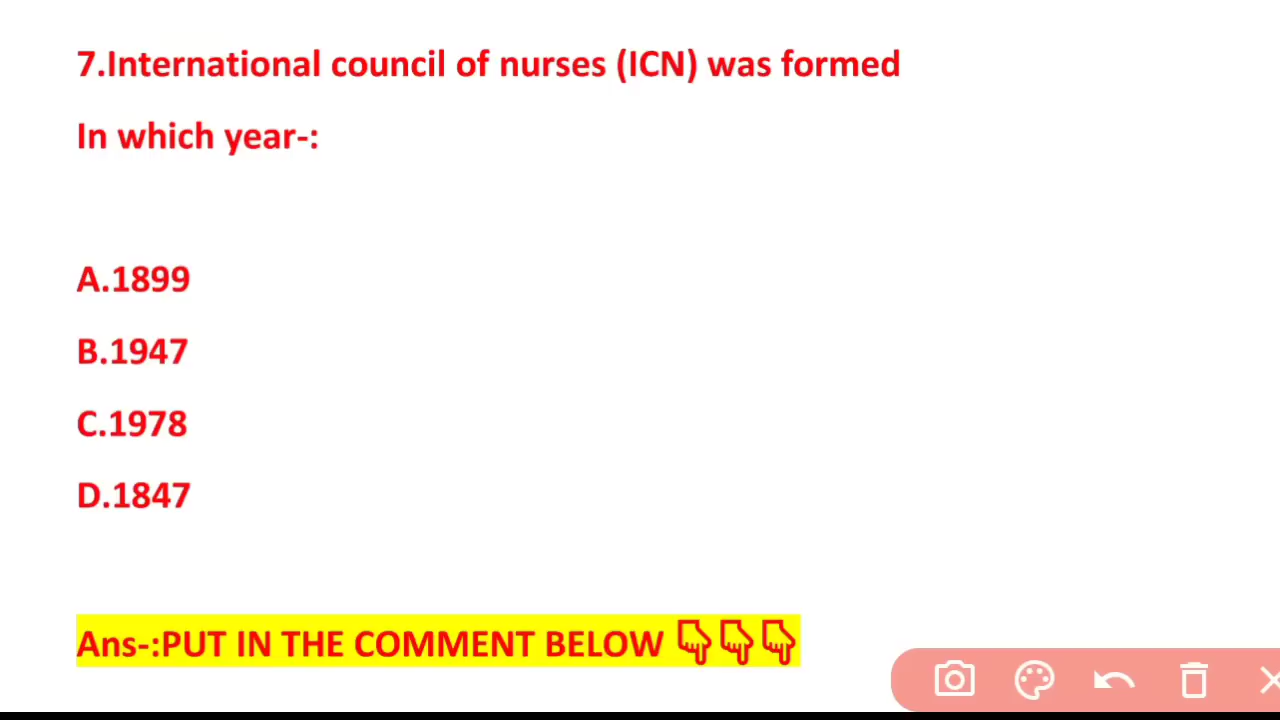 7.International council of nurses (ICN) was formed
In which year-:
A.1899
B.1947
C.1978
D.1847
Ans-:PUT IN THE COMMENT BELOW 👇👇👇